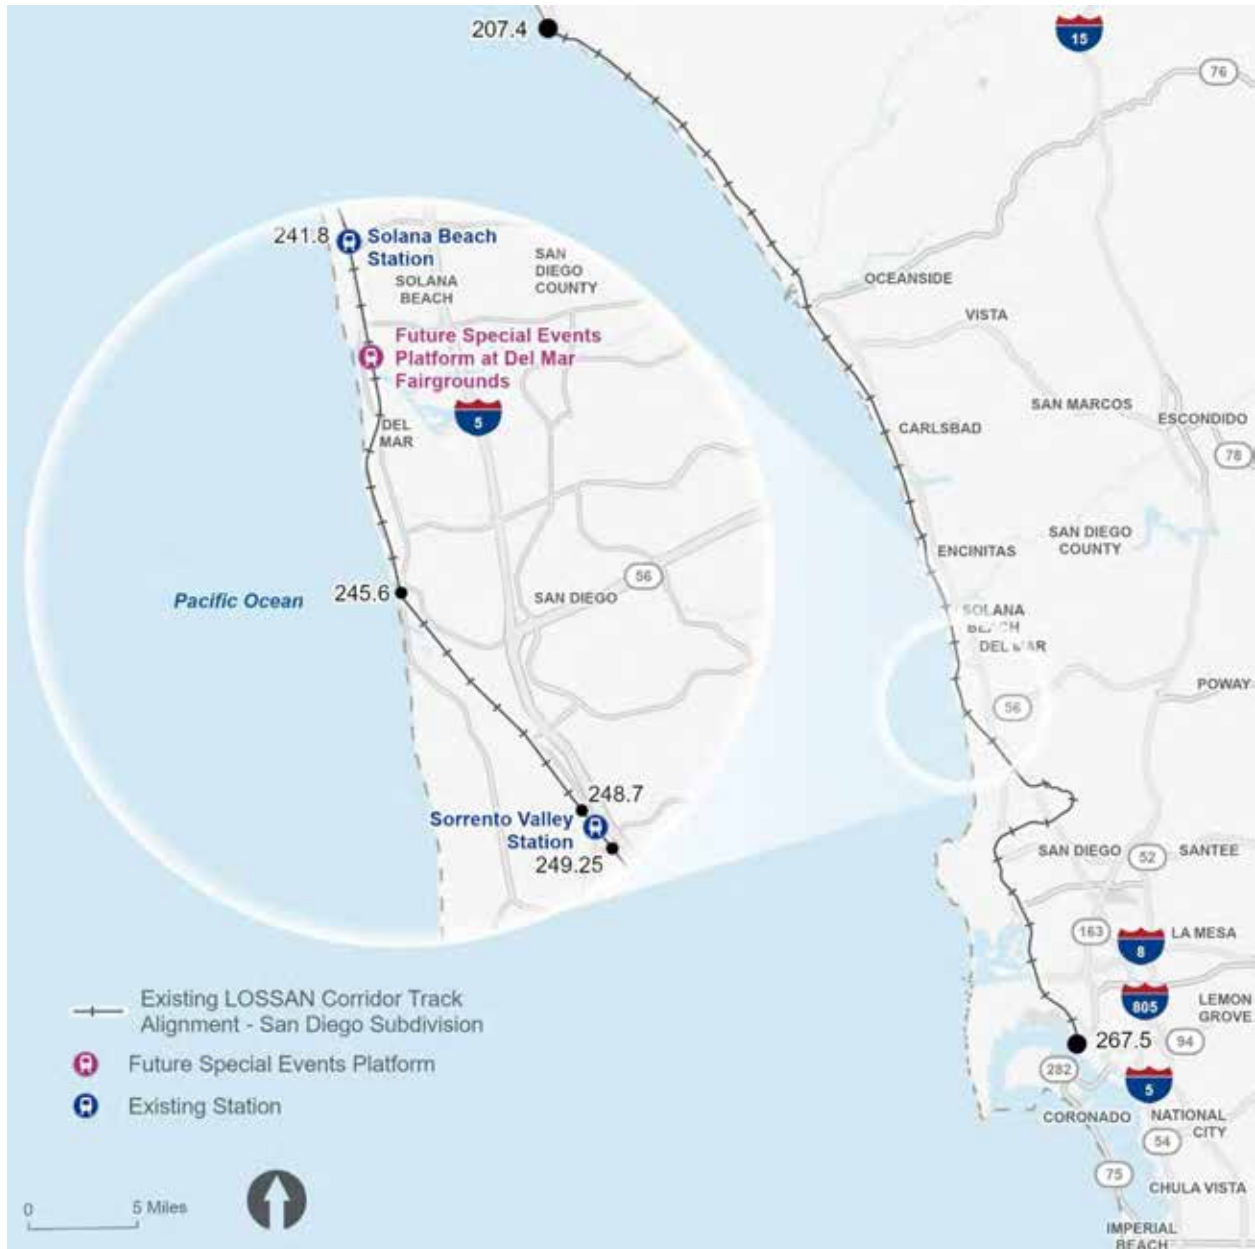 207.4
15
76
241.8
Solana Beach
Station
SOLANA
BEACH
SAN
DIEGO
COUNTY
Future Special Events
Platform at Del Mar
Fairgrounds
5
DEL
MAR
Pacific Ocean
245.6
56
SAN DIEGO
248.7
Sorrento Valley
Station
249.25
OCEANSIDE
VISTA
SAN MARCOS
ESCONDIDO
78
CARLSBAD
SAN DIEGO
COUNTY
ENCINITAS
SOLANA
BEACH
DEL MAR
56
POWAY
SAN DIEGO
52
SANTEE
163
8
LA MESA
805
LEMON
GROVE
267.5
94
282
5
CORONADO
NATIONAL
CITY
54
75
CHULA VISTA
IMPERIAL
BEACH
Existing LOSSAN Corridor Track
Alignment - San Diego Subdivision
Future Special Events Platform
Existing Station
0
5 Miles